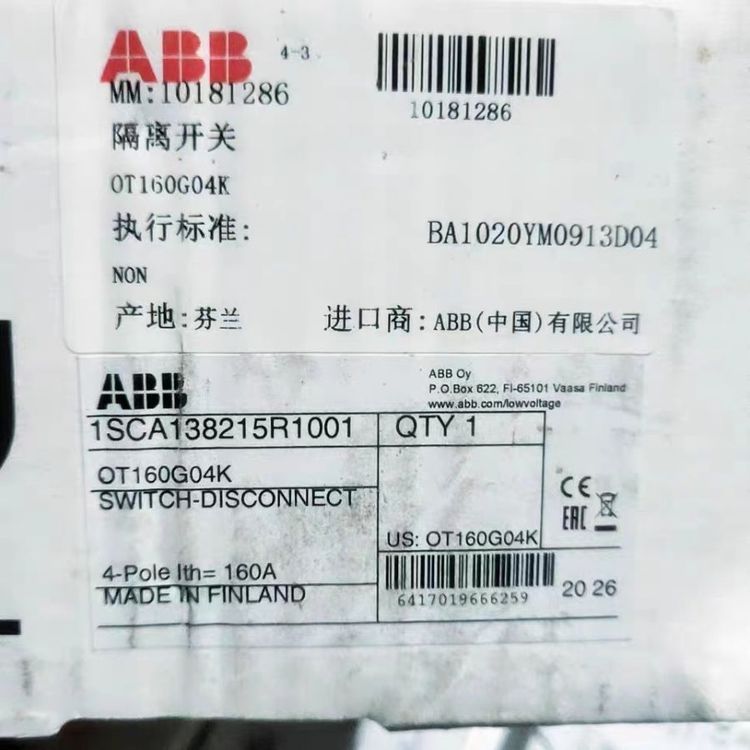 ABB 4-3
MM:10181286
10181286
隔离开关
OT160G04K
执行标准:
BA1020YM0913D04
NON
产地:芬兰 进口商:ABB(中国)有限公司
ABB
ABB Oy
P.O.Box 622, FI-65101 Vaasa Finland
www.abb.com/lowvoltage
1SCA138215R1001 QTY 1
OT160G04K
SWITCH-DISCONNECT
CE
EAC
US: OT160G04K
4-Pole Ith= 160A
MADE IN FINLAND
6417019666259
20 26